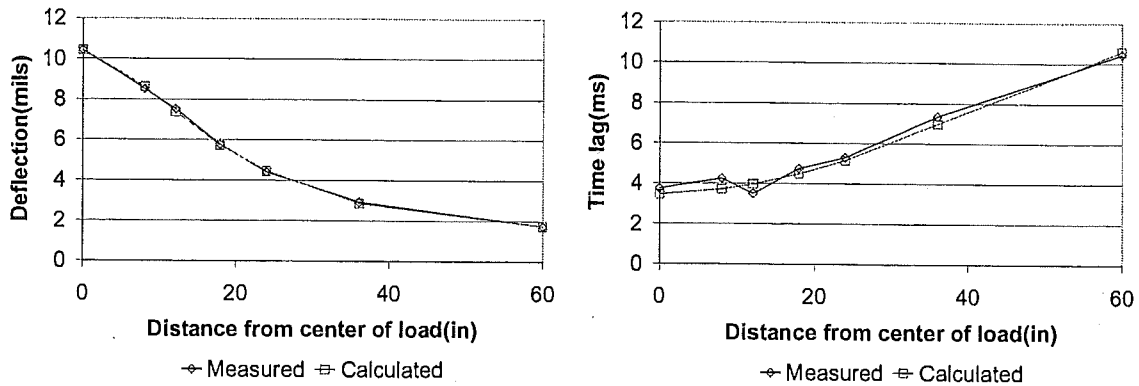 Deflection(mils)
12
10
8
6
4
2
0
0 20 40 60
Distance from center of load(in)
Measured Calculated
Time lag(ms)
12
10
8
6
4
2
0
0 20 40 60
Distance from center of load(in)
Measured Calculated